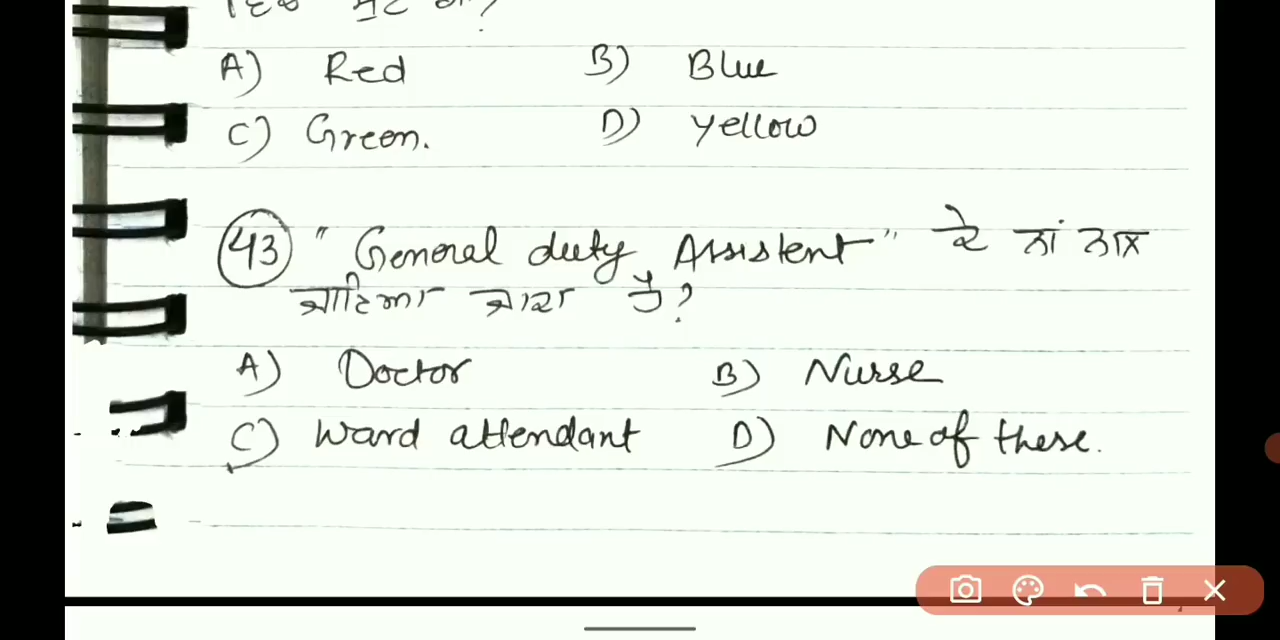 A) Red B) Blue
C) Green. D) Yellow
43 "General duty Assistent" ਦੇ ਨਾਂ ਨਾਲ
ਜਾਣਿਆ ਜਾਂਦਾ ਹੈ?
A) Doctor B) Nurse
C) Ward attendant D) None of these.